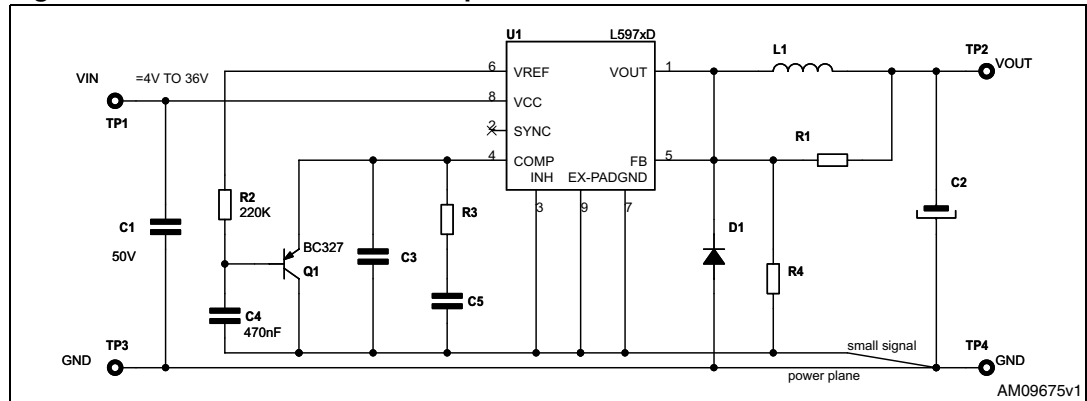 U1
L597xD
L1
TP2
VOUT
VIN
=4V TO 36V
6
VREF
VOUT
1
8
VCC
TP1
2
SYNC
R1
4
COMP
FB
5
INH
EX-PADGND
R2
220K
3
9
7
R3
C2
C1
50V
BC327
Q1
C3
D1
R4
C4
470nF
C5
TP3
small signal
TP4
GND
GND
power plane
AM09675v1